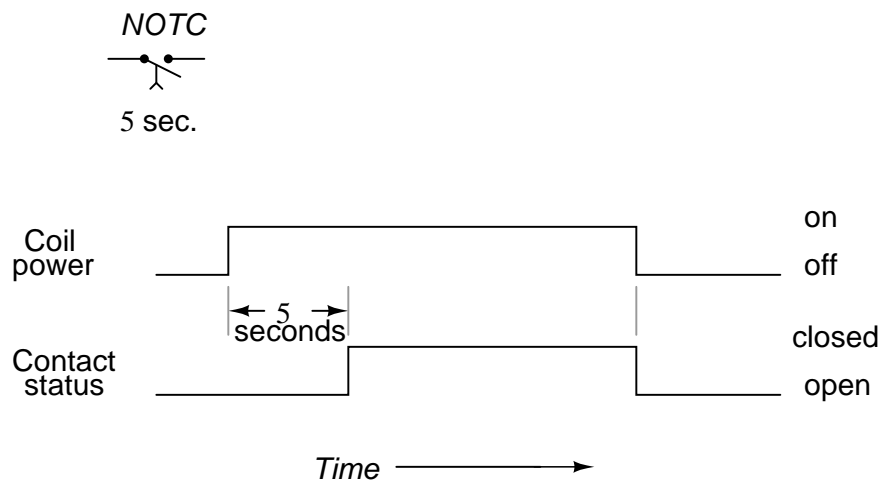 NOTC
5 sec.
on
Coil
power
off
5
seconds
closed
Contact
status
open
Time